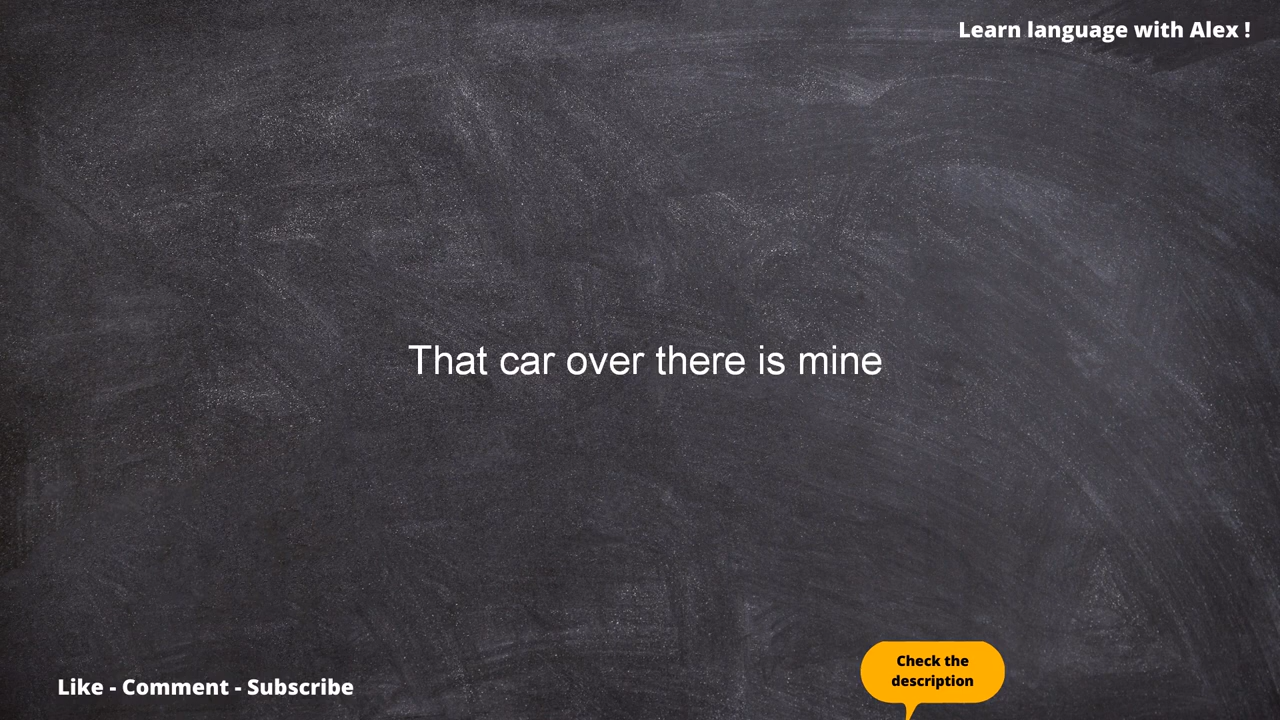 Learn language with Alex !
That car over there is mine
Check the
description
Like - Comment - Subscribe